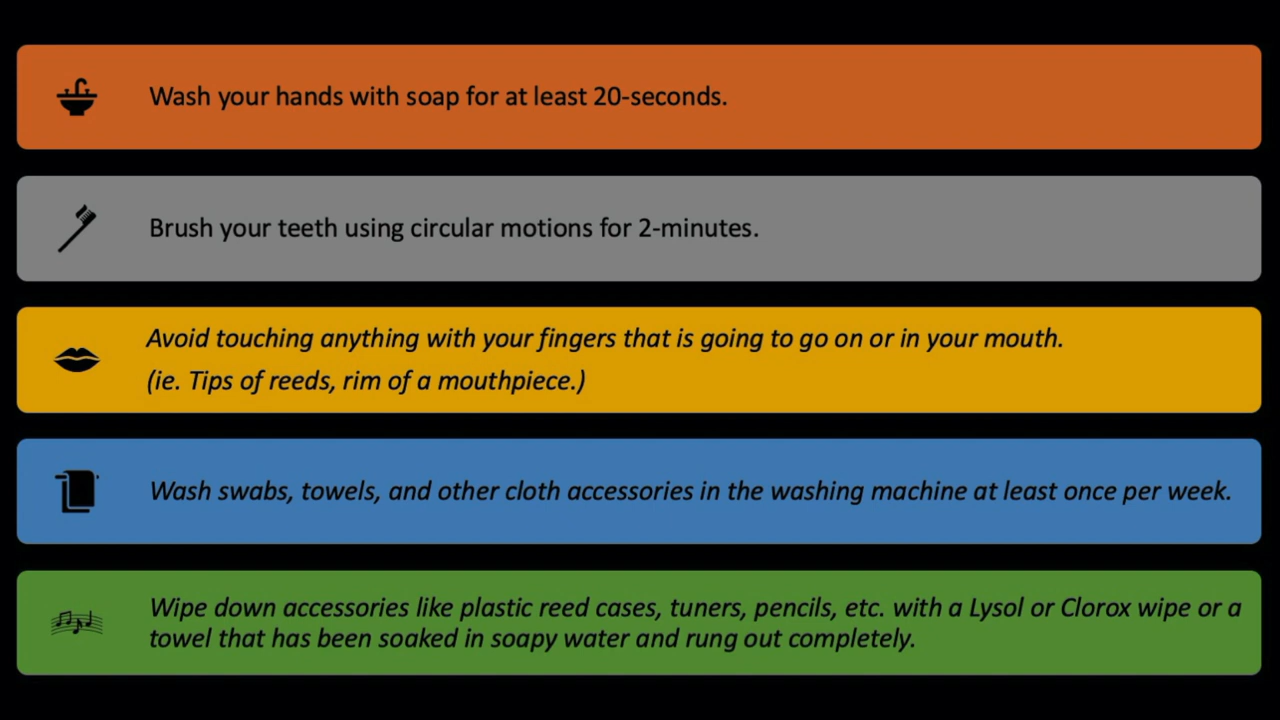 Wash your hands with soap for at least 20-seconds.
Brush your teeth using circular motions for 2-minutes.
Avoid touching anything with your fingers that is going to go on or in your mouth.
(ie. Tips of reeds, rim of a mouthpiece.)
Wash swabs, towels, and other cloth accessories in the washing machine at least once per week.
Wipe down accessories like plastic reed cases, tuners, pencils, etc. with a Lysol or Clorox wipe or a
towel that has been soaked in soapy water and rung out completely.